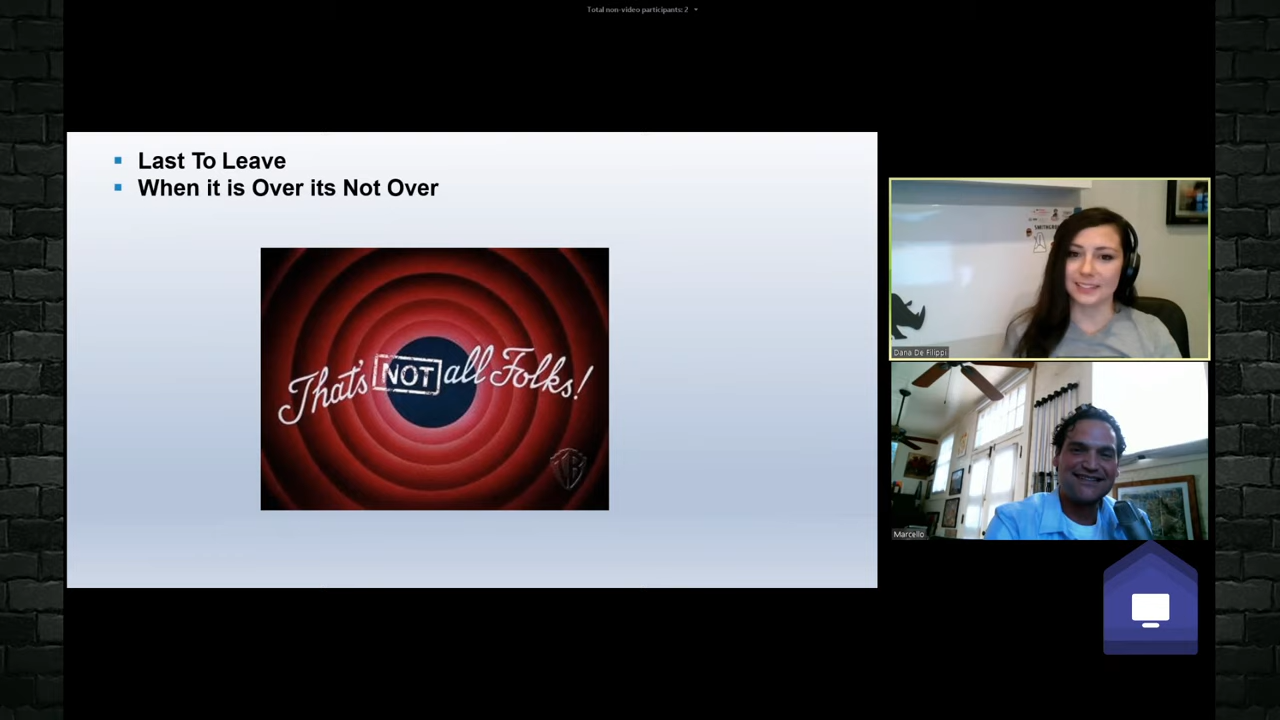 Total non-video participants: 2
Last To Leave
When it is Over its Not Over
That's NOT all Folks!
WB
Dana De Filippi
Marcello